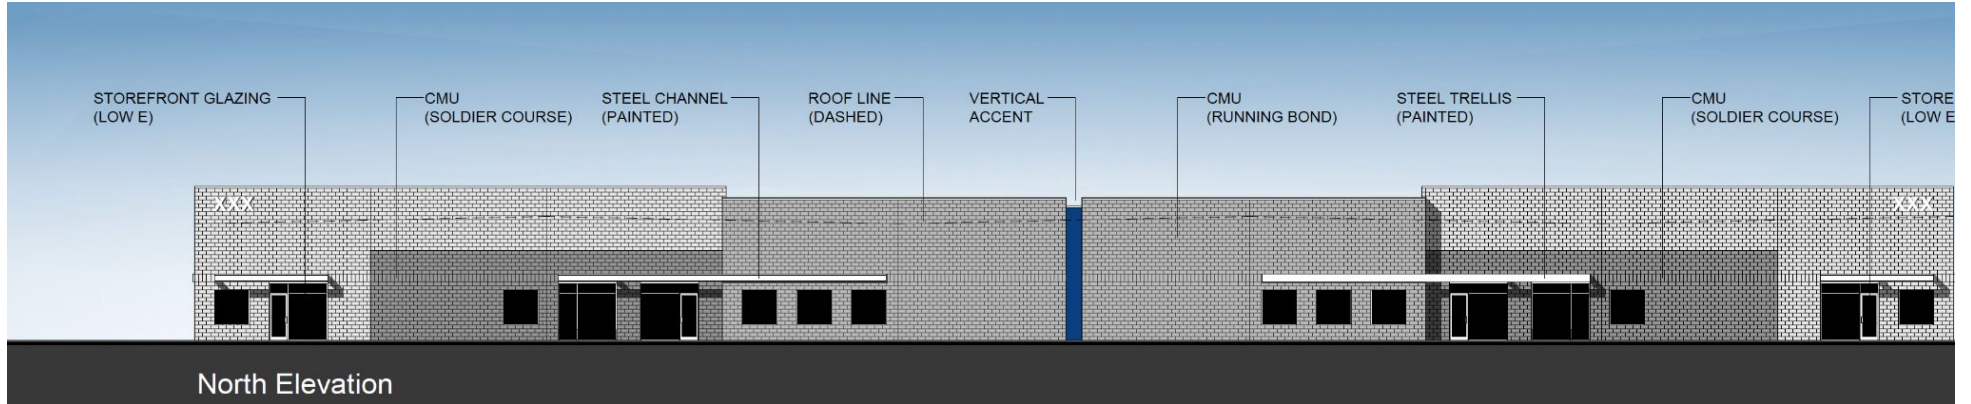 STOREFRONT GLAZING
(LOW E)
CMU
(SOLDIER COURSE)
STEEL CHANNEL
(PAINTED)
ROOF LINE
(DASHED)
VERTICAL
ACCENT
CMU
(RUNNING BOND)
STEEL TRELLIS
(PAINTED)
CMU
(SOLDIER COURSE)
STORE
(LOW E
XXX
XXX
North Elevation